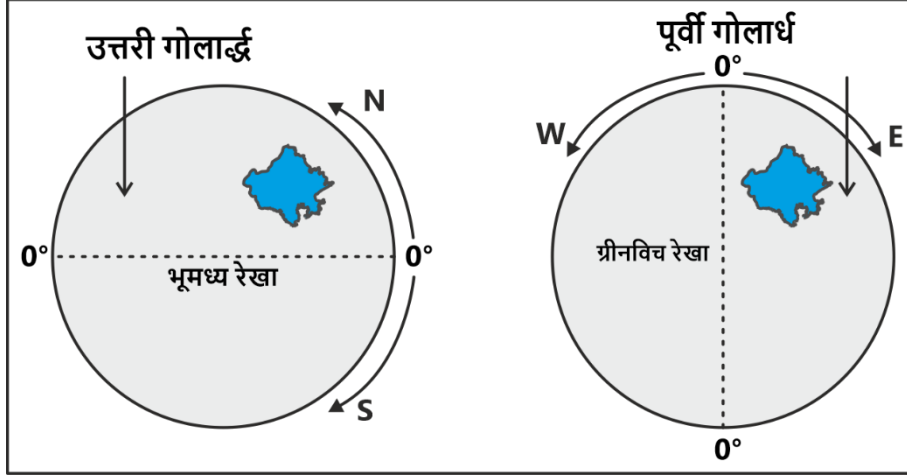 उत्तरी गोलार्द्ध
N
0°
0°
भूमध्य रेखा
S
पूर्वी गोलार्ध
0°
W
E
ग्रीनविच रेखा
0°